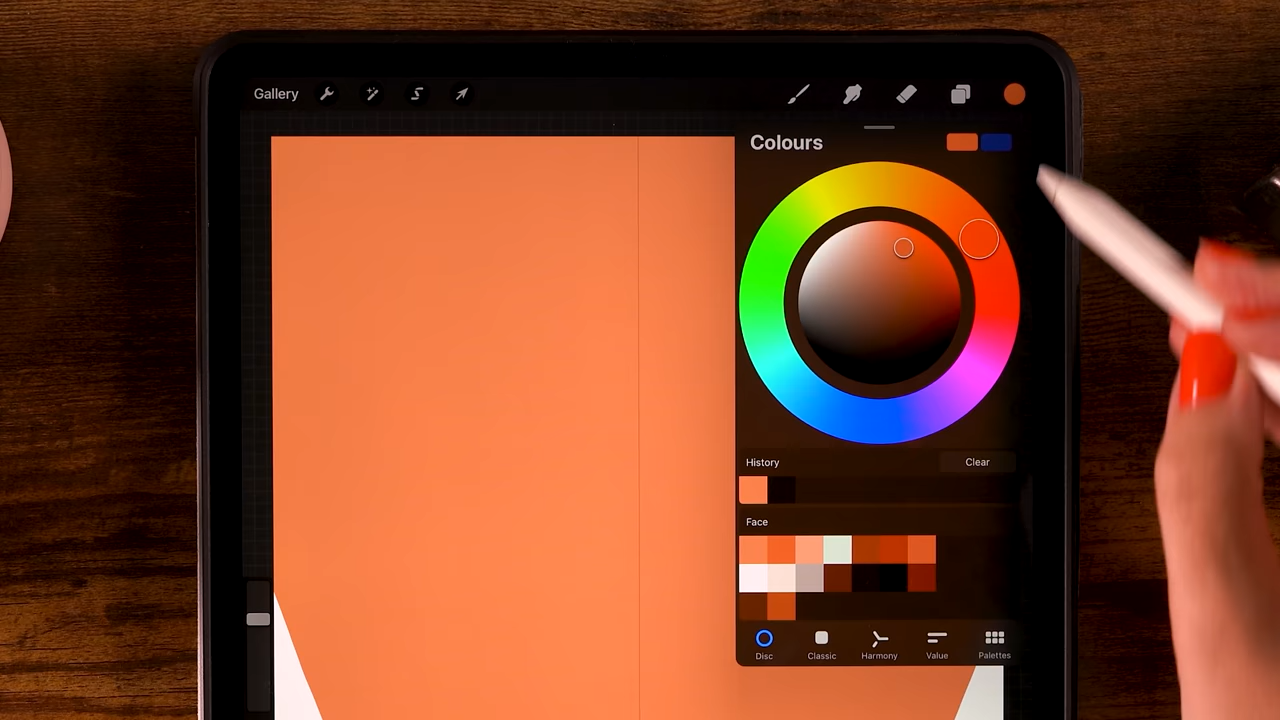 Gallery
Colours
History
Clear
Face
Disc
Classic
Harmony
Value
Palettes